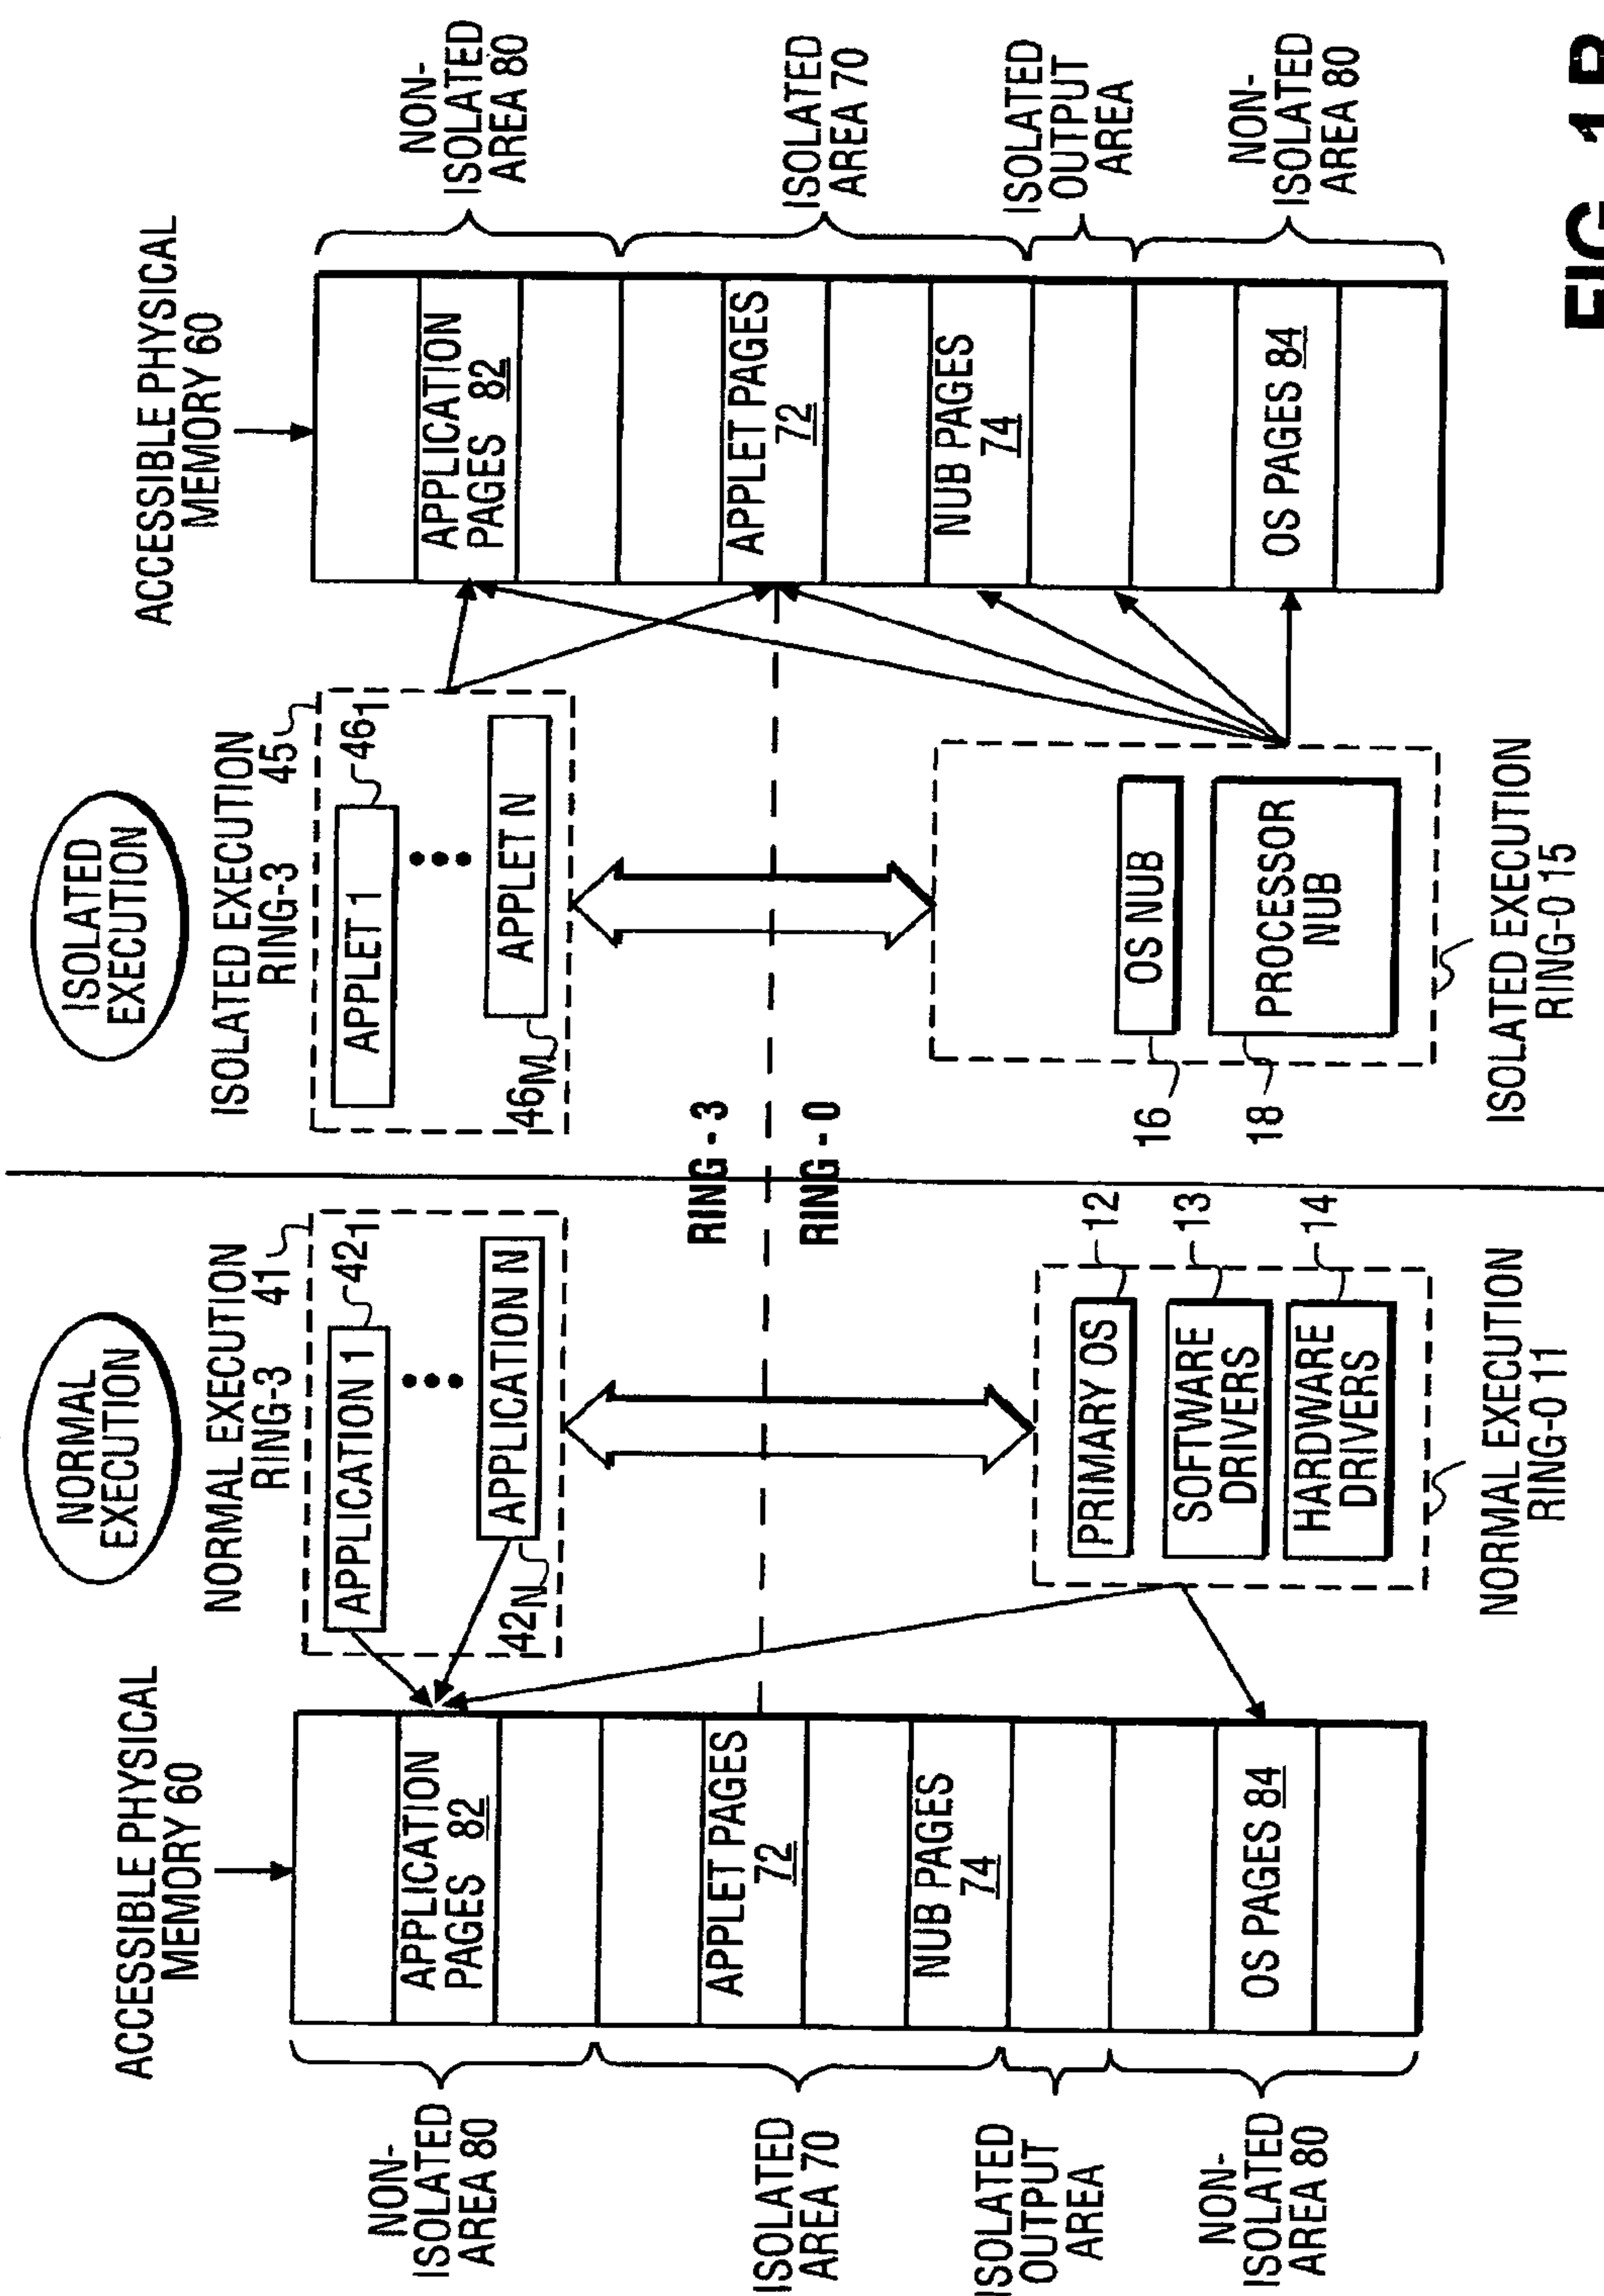 ACCESSIBLE PHYSICAL
MEMORY 60
NON-
ISOLATED
AREA 80
ISOLATED
AREA 70
ISOLATED
OUTPUT
AREA
NON-
ISOLATED
AREA 80
APPLICATION
PAGES 82
APPLET PAGES
72
NUB PAGES
74
OS PAGES 84
NORMAL
EXECUTION
NORMAL EXECUTION
RING-3 41
APPLICATION 1
421
APPLICATION N
42N
PRIMARY OS
12
SOFTWARE
DRIVERS
13
HARDWARE
DRIVERS
14
NORMAL EXECUTION
RING-0 11
RING - 3
RING - 0
ISOLATED
EXECUTION
ISOLATED EXECUTION
RING-3 45
APPLET 1
461
APPLET N
46M
OS NUB
16
PROCESSOR
NUB
18
ISOLATED EXECUTION
RING-0 15
ACCESSIBLE PHYSICAL
MEMORY 60
APPLICATION
PAGES 82
APPLET PAGES
72
NUB PAGES
74
OS PAGES 84
NON-
ISOLATED
AREA 80
ISOLATED
AREA 70
ISOLATED
OUTPUT
AREA
NON-
ISOLATED
AREA 80
FIG. 1B